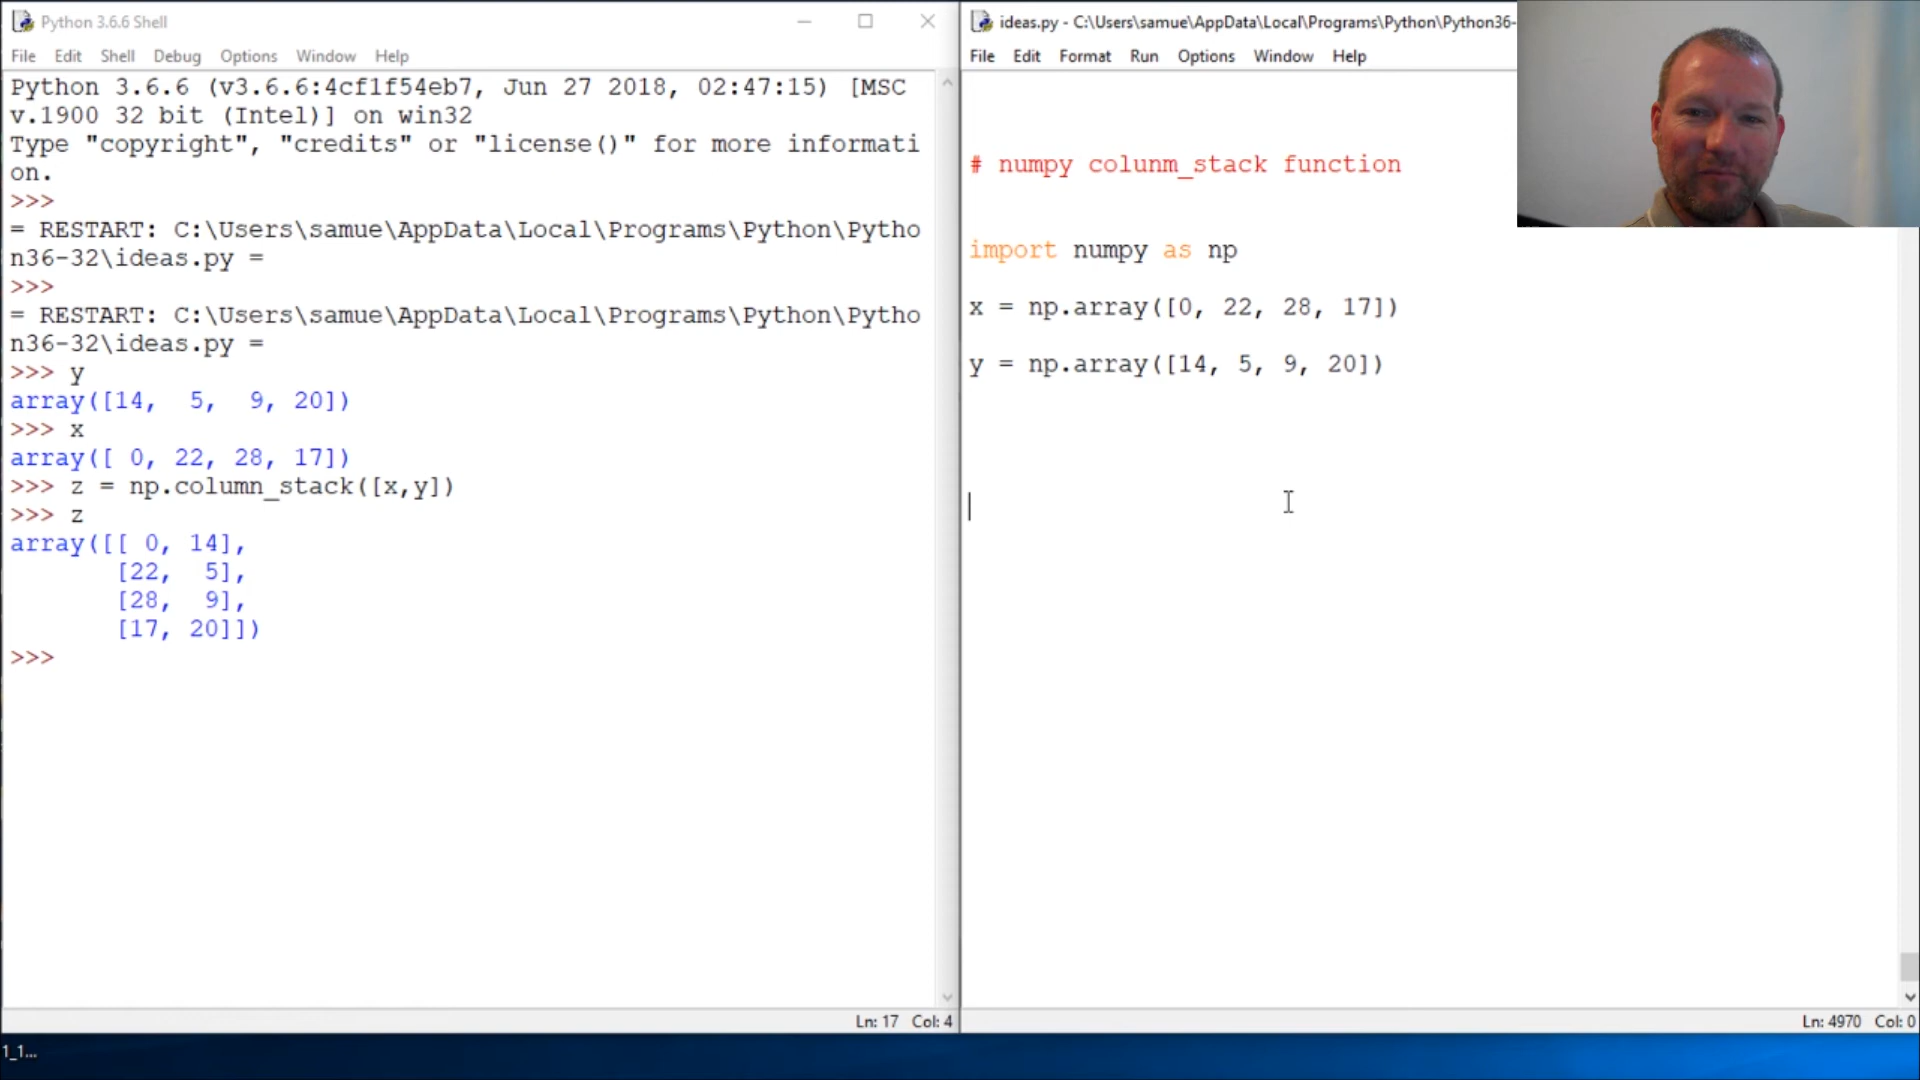 Python 3.6.6 Shell
File Edit Shell Debug Options Window Help
Python 3.6.6 (v3.6.6:4cf1f54eb7, Jun 27 2018, 02:47:15) [MSC
v.1900 32 bit (Intel)] on win32
Type "copyright", "credits" or "license()" for more informati
on.
>>>
= RESTART: C:\Users\samue\AppData\Local\Programs\Python\Pytho
n36-32\ideas.py =
>>>
= RESTART: C:\Users\samue\AppData\Local\Programs\Python\Pytho
n36-32\ideas.py =
>>> y
array([14,  5,  9, 20])
>>> x
array([ 0, 22, 28, 17])
>>> z = np.column_stack([x,y])
>>> z
array([[ 0, 14],
       [22,  5],
       [28,  9],
       [17, 20]])
>>>
Ln: 17 Col: 4
ideas.py - C:\Users\samue\AppData\Local\Programs\Python\Python36-
File Edit Format Run Options Window Help
# numpy colunm_stack function
import numpy as np
x = np.array([0, 22, 28, 17])
y = np.array([14, 5, 9, 20])
Ln: 4970 Col: 0
1_1...